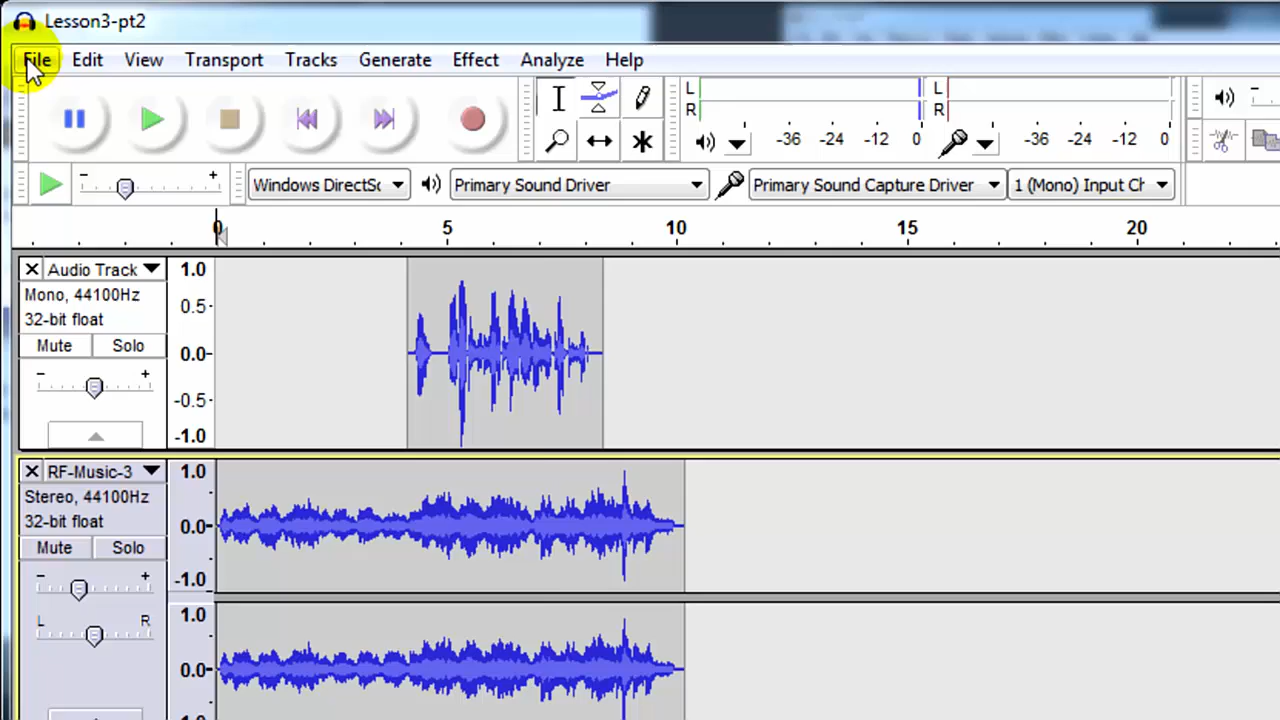 Lesson3-pt2
File Edit View Transport Tracks Generate Effect Analyze Help
L
R
-36 -24 -12 0
L
R
-36 -24 -12 0
- +
Windows DirectSo
Primary Sound Driver
Primary Sound Capture Driver
1 (Mono) Input Ch
0 5 10 15 20
Audio Track
Mono, 44100Hz
32-bit float
Mute Solo
- +
1.0
0.5-
0.0-
-0.5-
-1.0
RF-Music-3
Stereo, 44100Hz
32-bit float
Mute Solo
- +
L R
1.0
0.0-
-1.0
1.0
0.0-